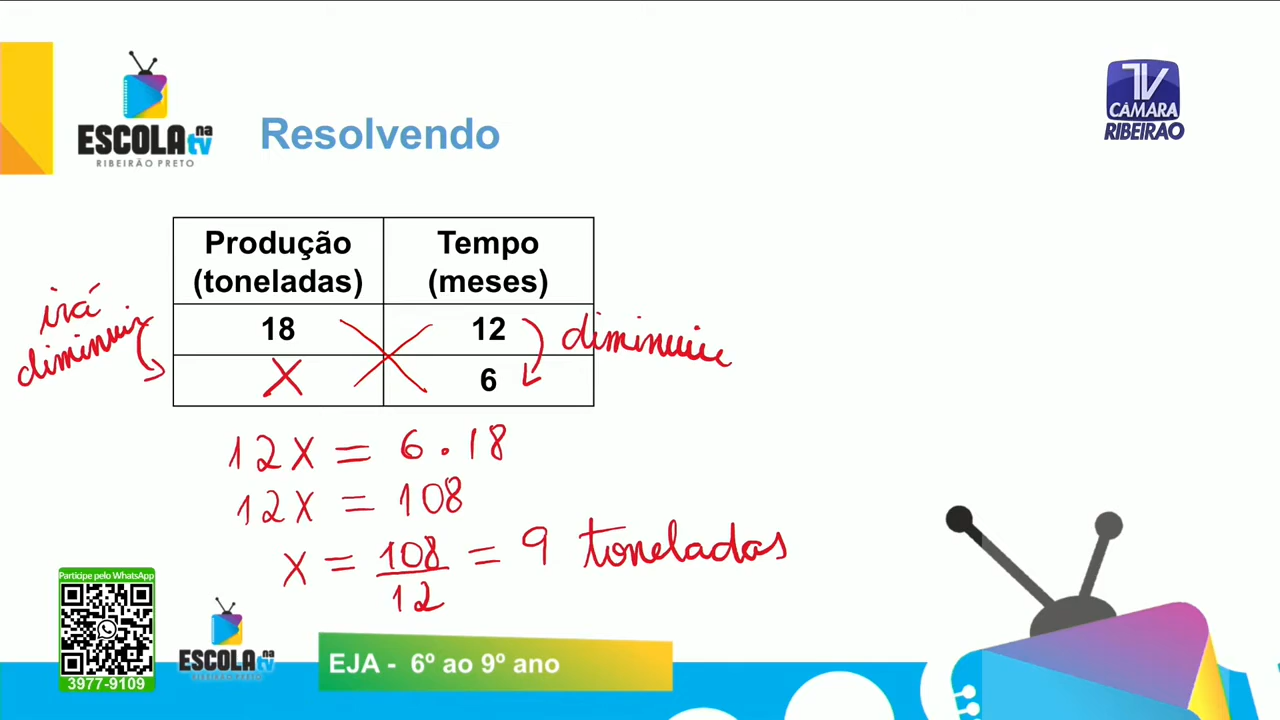 ESCOLA na tv
RIBEIRÃO PRETO
Resolvendo
TV
CÂMARA
RIBEIRAO
Produção (toneladas)
Tempo (meses)
irá diminuir
18
12
diminuiu
X
6
12x = 6 . 18
12x = 108
x = 108/12 = 9 toneladas
Participe pelo WhatsApp
3977-9109
ESCOLA na tv
RIBEIRÃO PRETO
EJA - 6º ao 9º ano